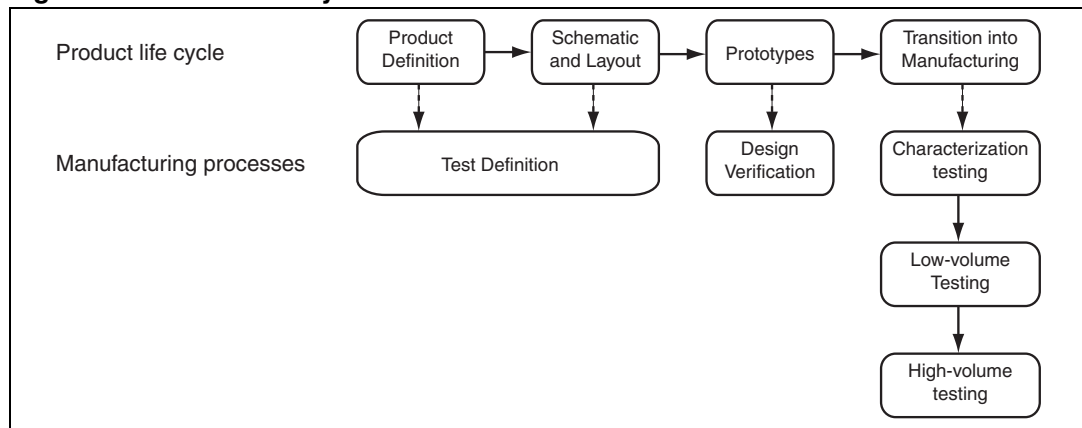 Product life cycle
Product
Definition
Schematic
and Layout
Prototypes
Transition into
Manufacturing
Manufacturing processes
Test Definition
Design
Verification
Characterization
testing
Low-volume
Testing
High-volume
testing